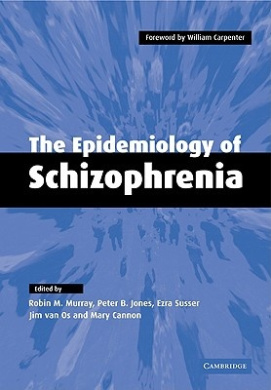 Foreword by William Carpenter
The Epidemiology of
Schizophrenia
Edited by
Robin M. Murray, Peter B. Jones, Ezra Susser
Jim van Os and Mary Cannon
CAMBRIDGE